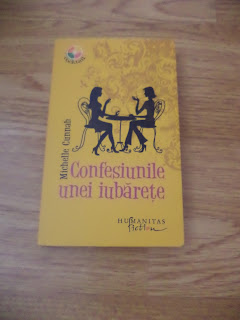 Michelle Cunnah
Confesiunile
unei iubărețe
HUMANITAS
fiction